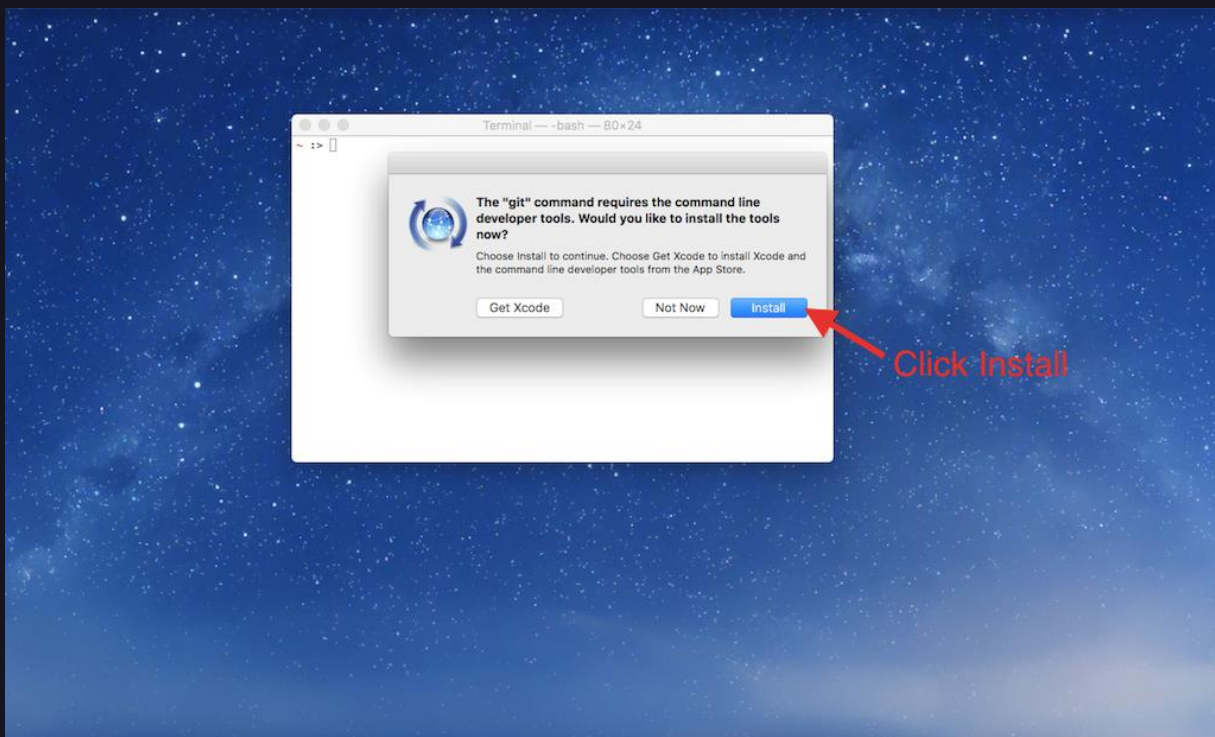 Terminal — -bash — 80×24
~ :>
The "git" command requires the command line
developer tools. Would you like to install the tools
now?
Choose Install to continue. Choose Get Xcode to install Xcode and
the command line developer tools from the App Store.
Get Xcode Not Now Install
Click Install